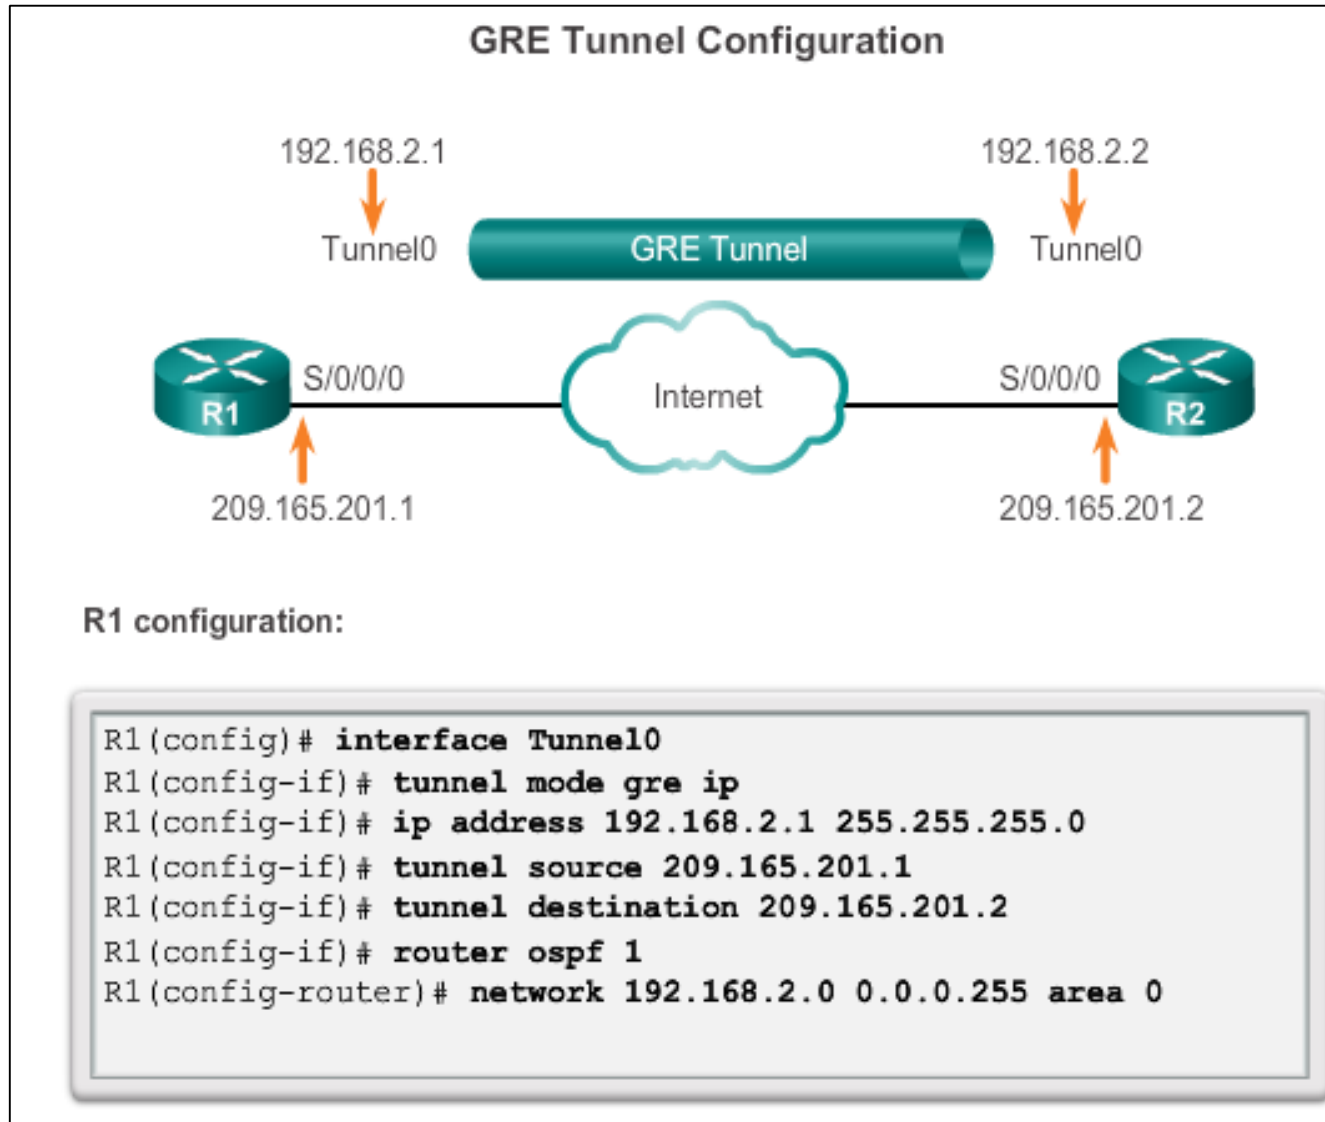 GRE Tunnel Configuration
192.168.2.1
192.168.2.2
Tunnel0
GRE Tunnel
Tunnel0
S/0/0/0
Internet
S/0/0/0
R1
R2
209.165.201.1
209.165.201.2
R1 configuration:
R1(config)# interface Tunnel0
R1(config-if)# tunnel mode gre ip
R1(config-if)# ip address 192.168.2.1 255.255.255.0
R1(config-if)# tunnel source 209.165.201.1
R1(config-if)# tunnel destination 209.165.201.2
R1(config-if)# router ospf 1
R1(config-router)# network 192.168.2.0 0.0.0.255 area 0